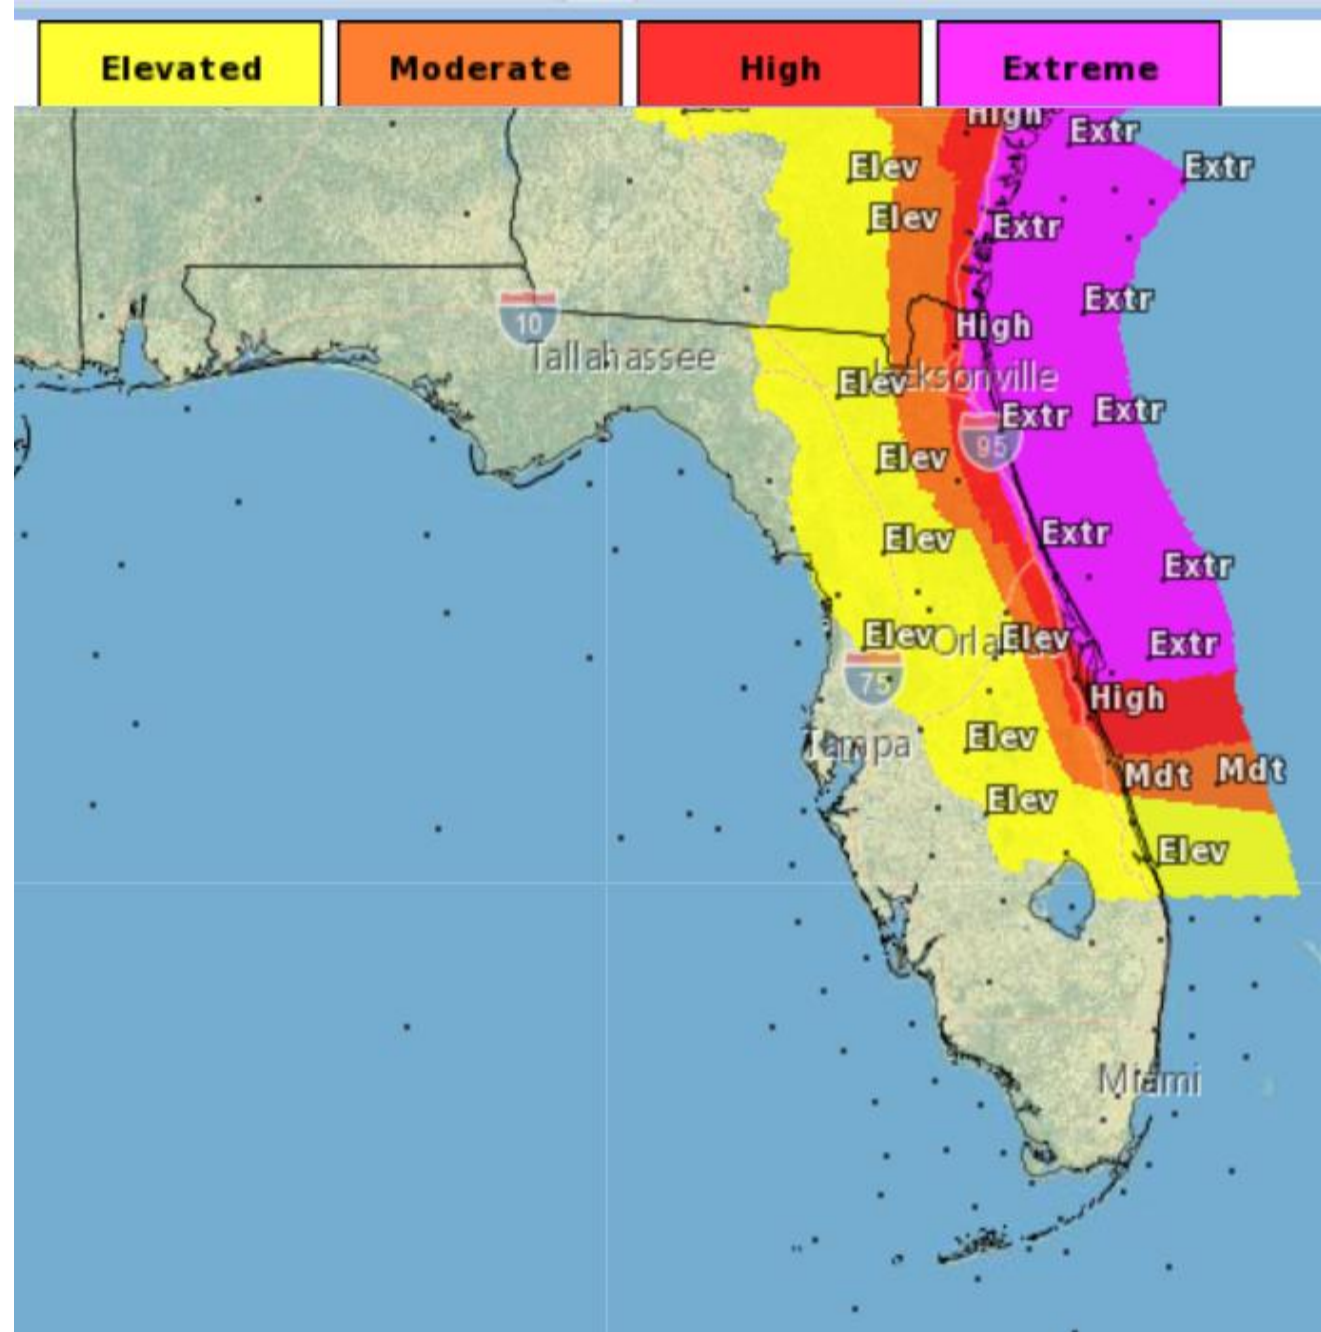 Elevated Moderate High Extreme
High
Extr
Elev
Extr
Elev
Extr
Extr
10
High
Tallahassee
Elev
Jacksonville
Extr
Extr
95
Elev
Extr
Elev
Extr
Elev
Orlando
Elev
Extr
75
High
Elev
Tampa
Mdt
Mdt
Elev
Elev
Miami